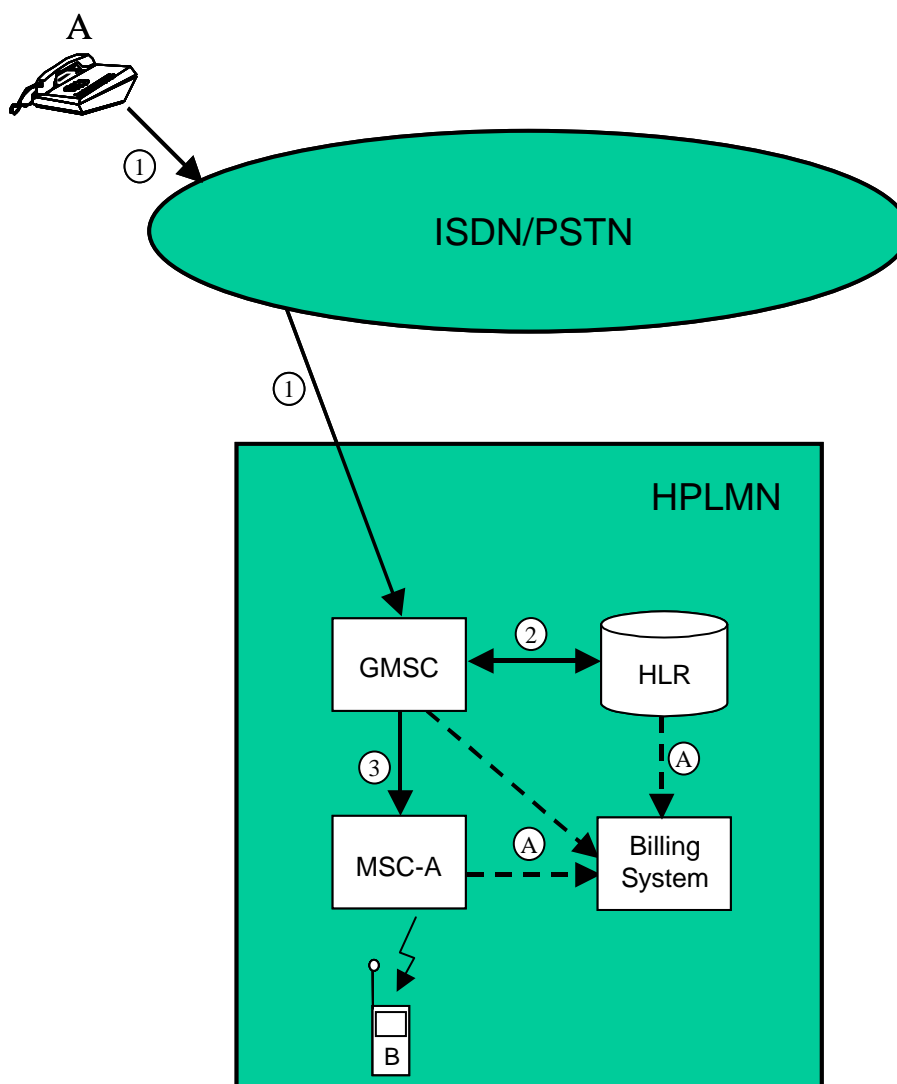 A
1
ISDN/PSTN
1
HPLMN
GMSC
2
HLR
3
A
MSC-A
A
Billing
System
B